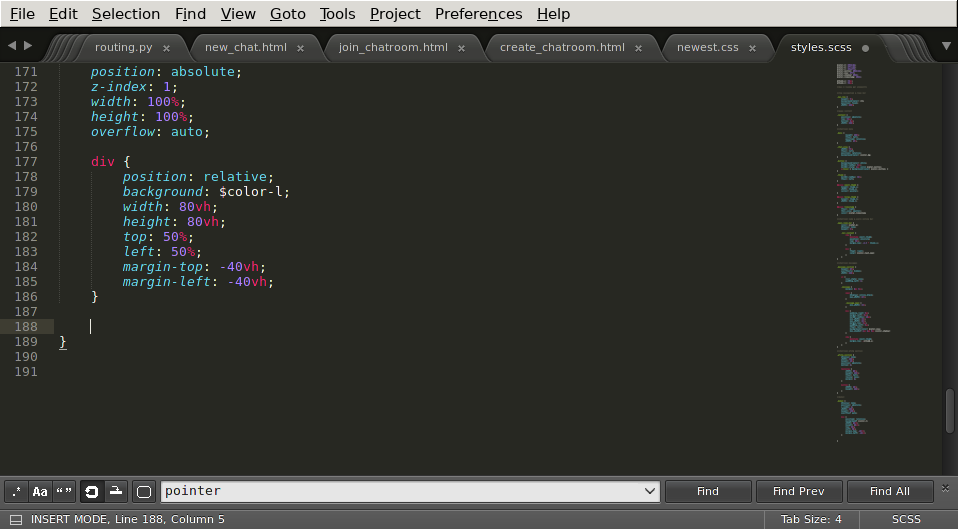 File Edit Selection Find View Goto Tools Project Preferences Help
routing.py new_chat.html join_chatroom.html create_chatroom.html newest.css styles.scss
171 position: absolute;
172 z-index: 1;
173 width: 100%;
174 height: 100%;
175 overflow: auto;
176
177 div {
178 position: relative;
179 background: $color-l;
180 width: 80vh;
181 height: 80vh;
182 top: 50%;
183 left: 50%;
184 margin-top: -40vh;
185 margin-left: -40vh;
186 }
187
188
189 }
190
191
.* Aa “” pointer Find Find Prev Find All
INSERT MODE, Line 188, Column 5 Tab Size: 4 SCSS